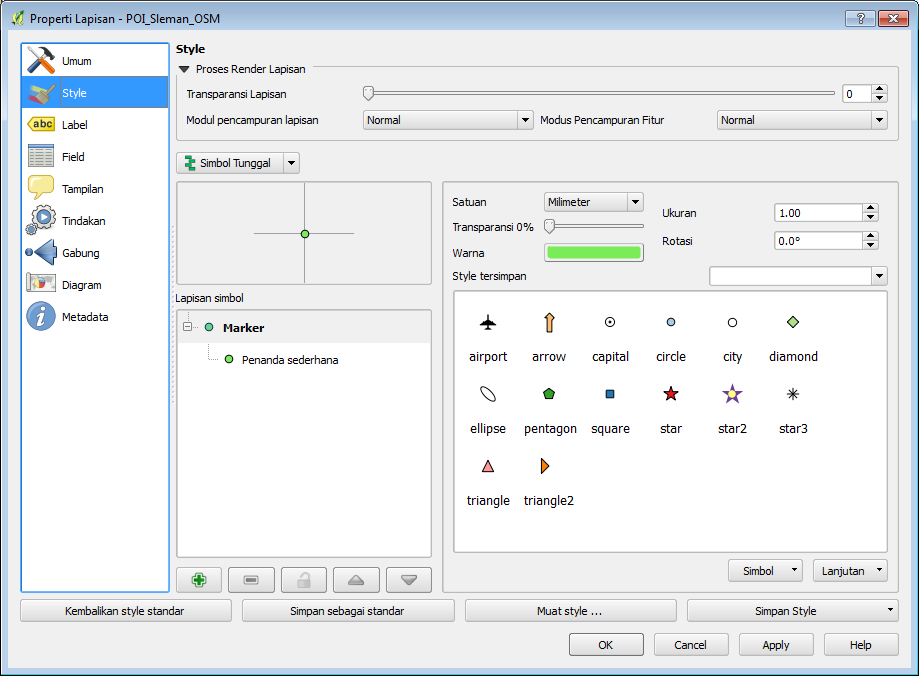 Properti Lapisan - POI_Sleman_OSM
Umum
Style
Label
Field
Tampilan
Tindakan
Gabung
Diagram
Metadata
Style
Proses Render Lapisan
Transparansi Lapisan 0
Modul pencampuran lapisan Normal Modus Pencampuran Fitur Normal
Simbol Tunggal
Lapisan simbol
Marker
Penanda sederhana
Satuan Milimeter
Ukuran 1.00
Transparansi 0%
Rotasi 0.0°
Warna
Style tersimpan
airport arrow capital circle city diamond
ellipse pentagon square star star2 star3
triangle triangle2
Simbol Lanjutan
Kembalikan style standar Simpan sebagai standar Muat style ... Simpan Style
OK Cancel Apply Help